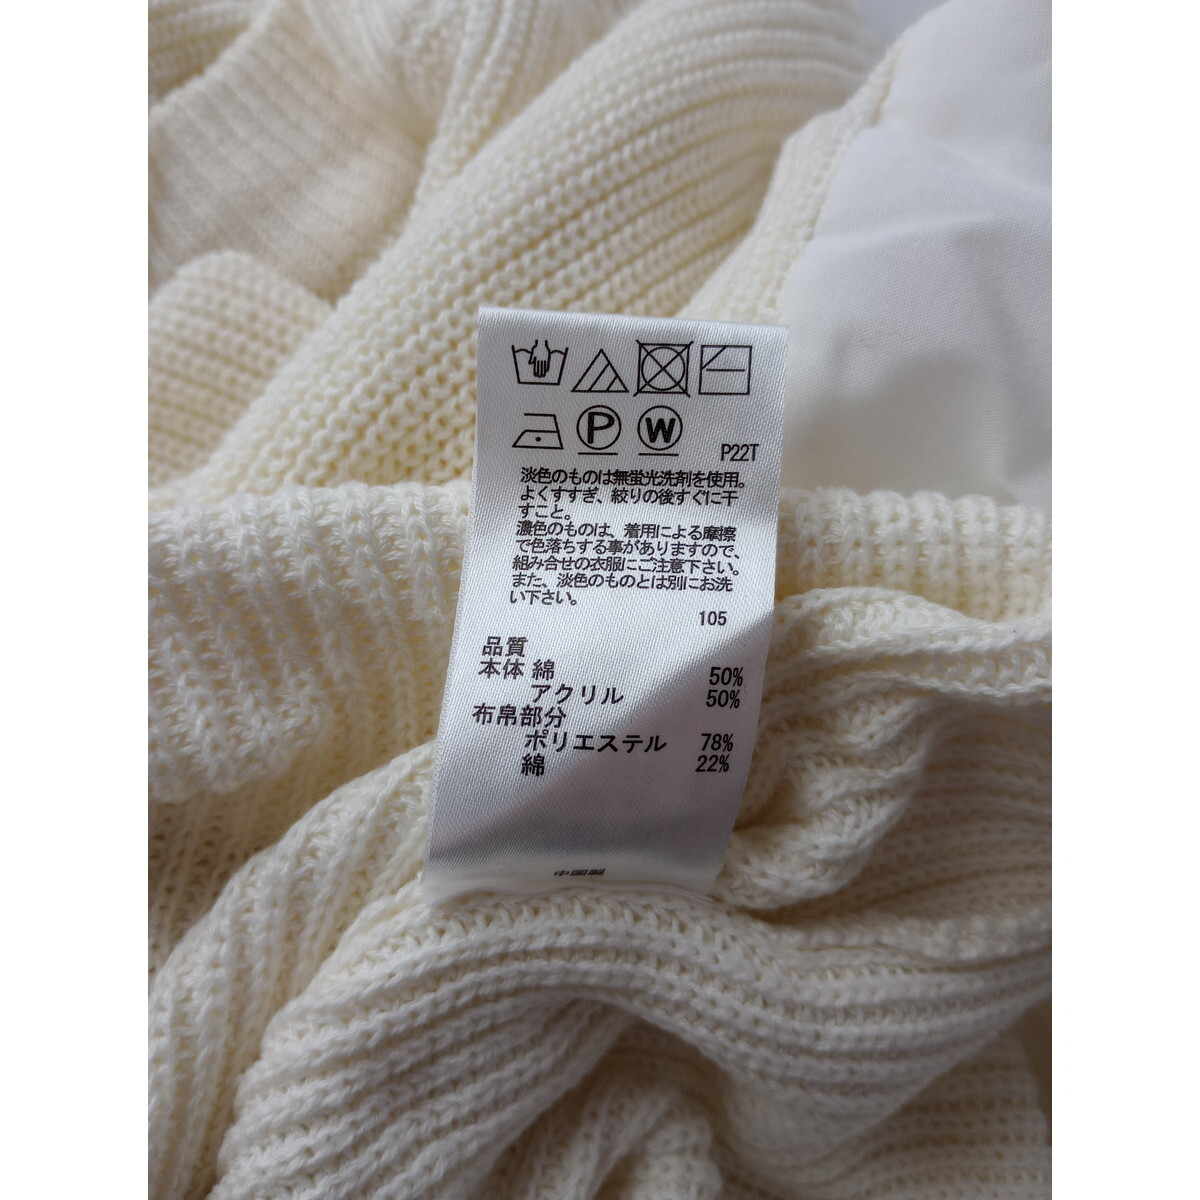 P W P22T
淡色のものは無蛍光洗剤を使用。
よくすすぎ、絞りの後すぐに干
すこと。
濃色のものは、着用による摩擦
で色落ちする事がありますので、
組み合せの衣服にご注意下さい。
また、淡色のものとは別にお洗
い下さい。
105
品質
本体 綿 50%
アクリル 50%
布帛部分
ポリエステル 78%
綿 22%